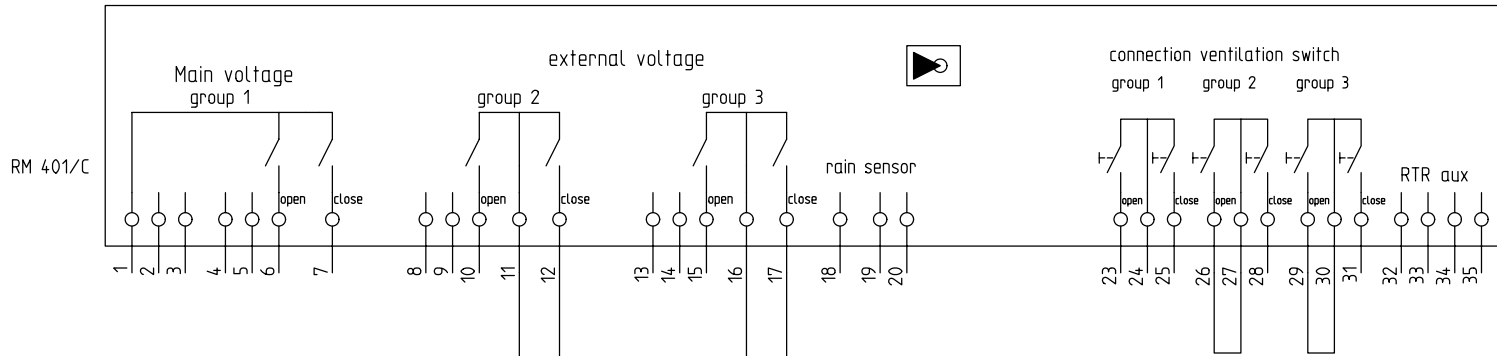 Main voltage
group 1
external voltage
group 2
group 3
connection ventilation switch
group 1
group 2
group 3
RM 401/C
rain sensor
RTR aux
open
close
open
close
open
close
open
close
open
close
open
close
1
2
3
4
5
6
7
8
9
10
11
12
13
14
15
16
17
18
19
20
23
24
25
26
27
28
29
30
31
32
33
34
35